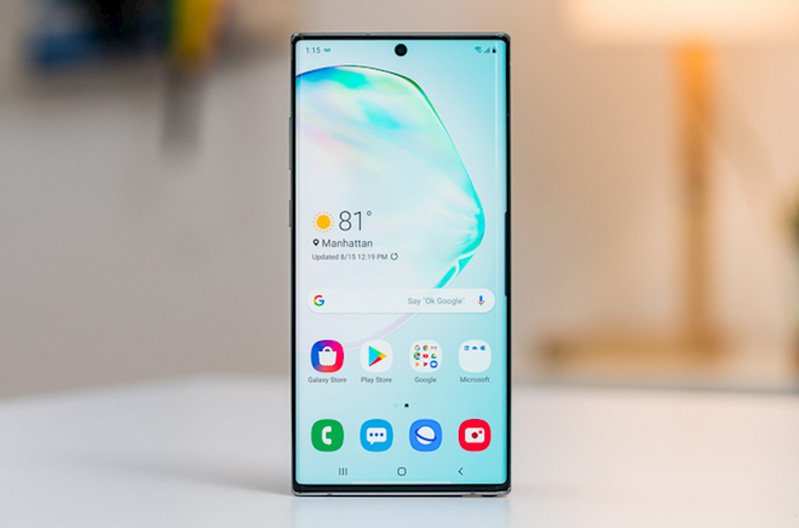 1:15
81°
Manhattan
Updated 8/15 12:19 PM
Say "Ok Google"
Galaxy Store
Play Store
Google
Microsoft